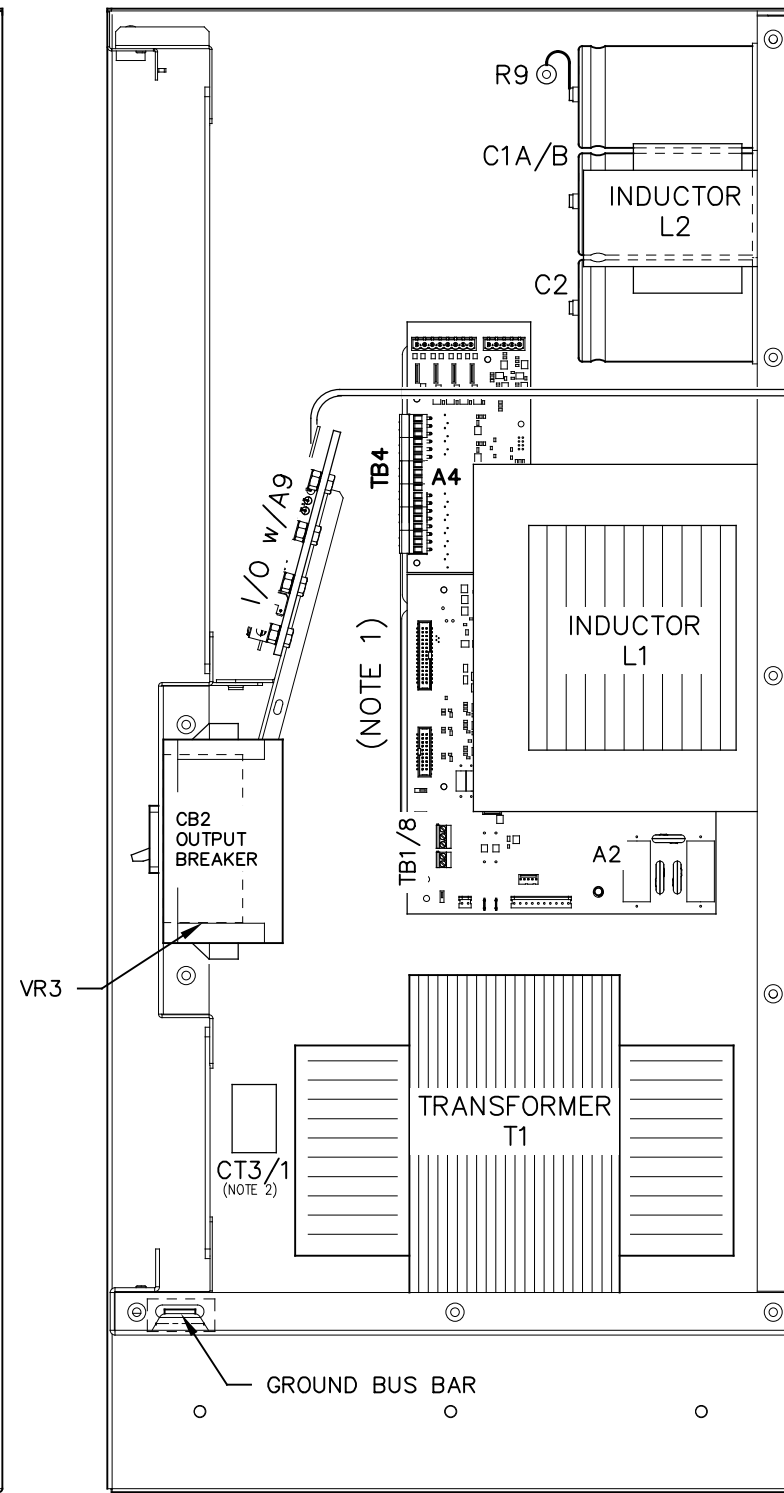 R9
C1A/B
INDUCTOR
L2
C2
TB4
A4
I/O w/A9
(NOTE 1)
INDUCTOR
L1
CB2
OUTPUT
BREAKER
TB1/8
A2
VR3
TRANSFORMER
T1
CT3/1
(NOTE 2)
GROUND BUS BAR